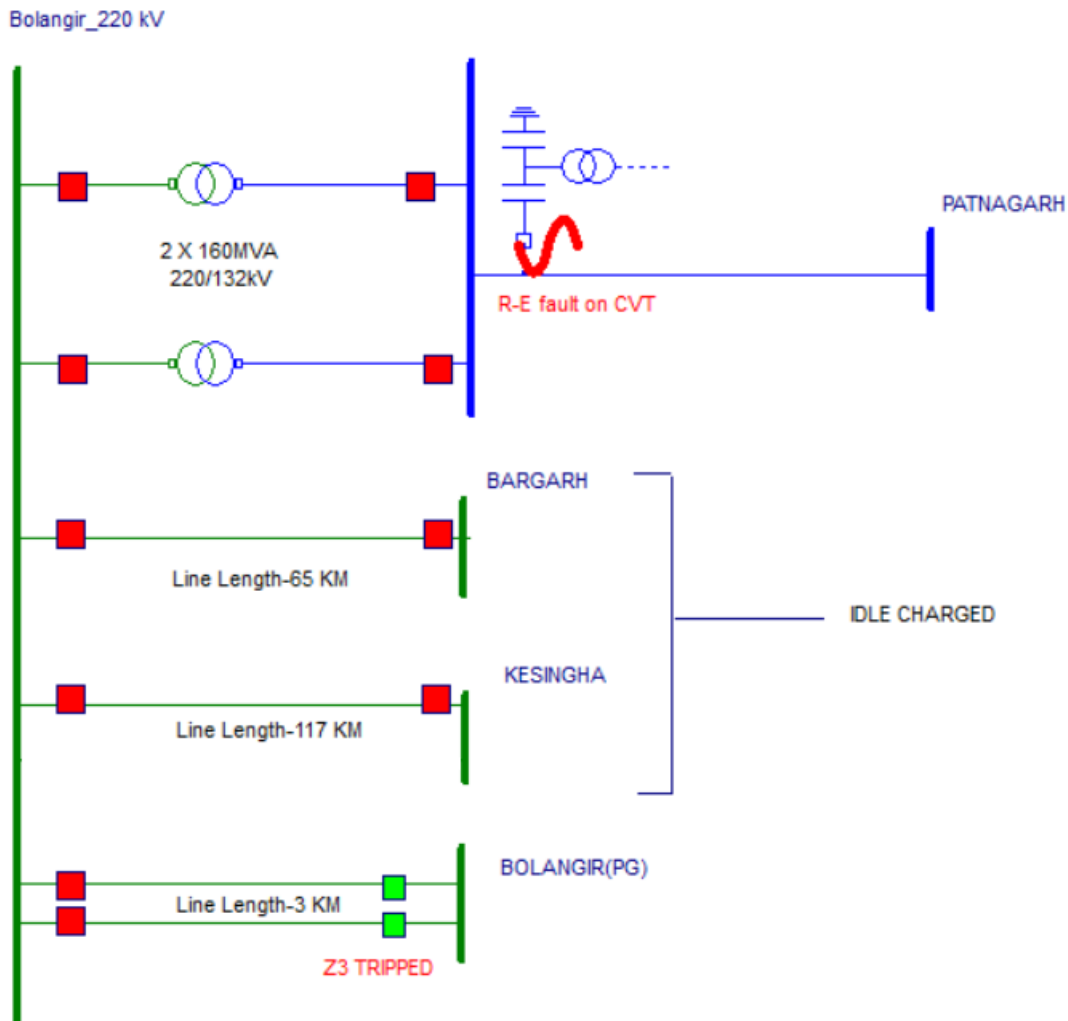 Bolangir_220 kV
2 X 160MVA
220/132kV
R-E fault on CVT
PATNAGARH
BARGARH
Line Length-65 KM
IDLE CHARGED
KESINGHA
Line Length-117 KM
BOLANGIR(PG)
Line Length-3 KM
Z3 TRIPPED